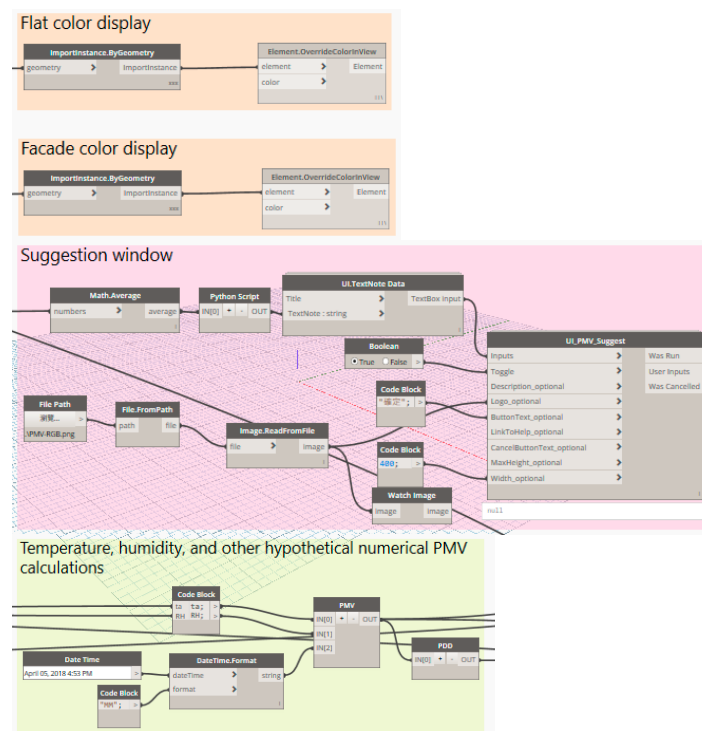 Flat color display
ImportInstance.ByGeometry
geometry > ImportInstance
Element.OverrideColorInView
element > Element
color >
Facade color display
ImportInstance.ByGeometry
geometry > ImportInstance
Element.OverrideColorInView
element > Element
color >
Suggestion window
Math.Average
numbers > average
Python Script
IN[0] + - OUT
UI.TextNote Data
Title > TextBox input
TextNote : string >
Boolean
True False >
UI_PMV_Suggest
Inputs > Was Run
Toggle > User Inputs
Description_optional > Was Cancelled
Logo_optional >
ButtonText_optional >
LinkToHelp_optional >
CancelButtonText_optional >
MaxHeight_optional >
Width_optional >
null
Code Block
"確定"; >
File Path
瀏覽... >
.\PMV-RGB.png
File.FromPath
path file
Image.ReadFromFile
file > image
Code Block
400; >
Watch Image
image Image
Temperature, humidity, and other hypothetical numerical PMV
calculations
Code Block
ta ta; >
RH RH; >
PMV
IN[0] + - OUT
IN[1]
IN[2]
PDD
IN[0] + - OUT
Date Time
April 05, 2018 4:53 PM >
DateTime.Format
dateTime > string
format >
Code Block
"MM"; >